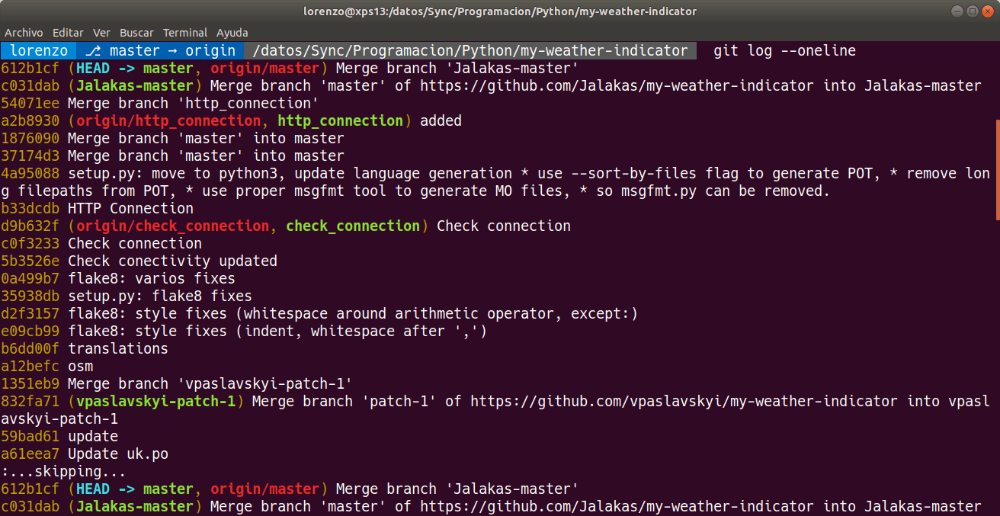 lorenzo@xps13:/datos/Sync/Programacion/Python/my-weather-indicator
Archivo Editar Ver Buscar Terminal Ayuda
lorenzo ⎇ master → origin /datos/Sync/Programacion/Python/my-weather-indicator git log --oneline
612b1cf (HEAD -> master, origin/master) Merge branch 'Jalakas-master'
c031dab (Jalakas-master) Merge branch 'master' of https://github.com/Jalakas/my-weather-indicator into Jalakas-master
54071ee Merge branch 'http_connection'
a2b8930 (origin/http_connection, http_connection) added
1876090 Merge branch 'master' into master
37174d3 Merge branch 'master' into master
4a95088 setup.py: move to python3, update language generation * use --sort-by-files flag to generate POT, * remove lon
g filepaths from POT, * use proper msgfmt tool to generate MO files, * so msgfmt.py can be removed.
b33dcdb HTTP Connection
d9b632f (origin/check_connection, check_connection) Check connection
c0f3233 Check connection
5b3526e Check conectivity updated
0a499b7 flake8: varios fixes
35938db setup.py: flake8 fixes
d2f3157 flake8: style fixes (whitespace around arithmetic operator, except:)
e09cb99 flake8: style fixes (indent, whitespace after ',')
b6dd00f translations
a12befc osm
1351eb9 Merge branch 'vpaslavskyi-patch-1'
832fa71 (vpaslavskyi-patch-1) Merge branch 'patch-1' of https://github.com/vpaslavskyi/my-weather-indicator into vpasl
avskyi-patch-1
59bad61 update
a61eea7 Update uk.po
:...skipping...
612b1cf (HEAD -> master, origin/master) Merge branch 'Jalakas-master'
c031dab (Jalakas-master) Merge branch 'master' of https://github.com/Jalakas/my-weather-indicator into Jalakas-master